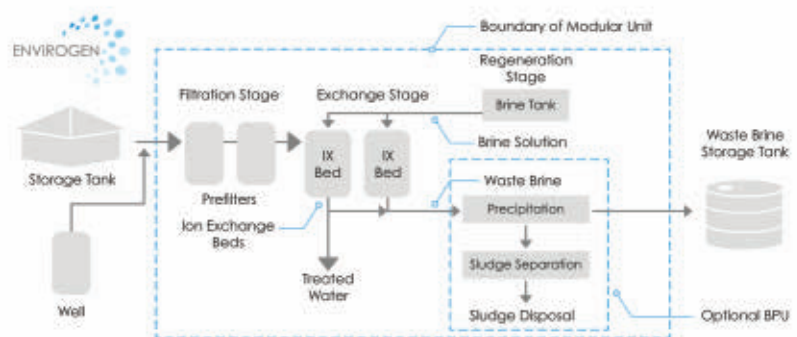 Boundary of Modular Unit
ENVIROGEN
Regeneration
Stage
Filtration Stage
Exchange Stage
Brine Tank
Brine Solution
Waste Brine
Storage Tank
IX
Bed
IX
Bed
Storage Tank
Prefilters
Waste Brine
Precipitation
Ion Exchange
Beds
Sludge Separation
Treated
Water
Well
Sludge Disposal
Optional BPU